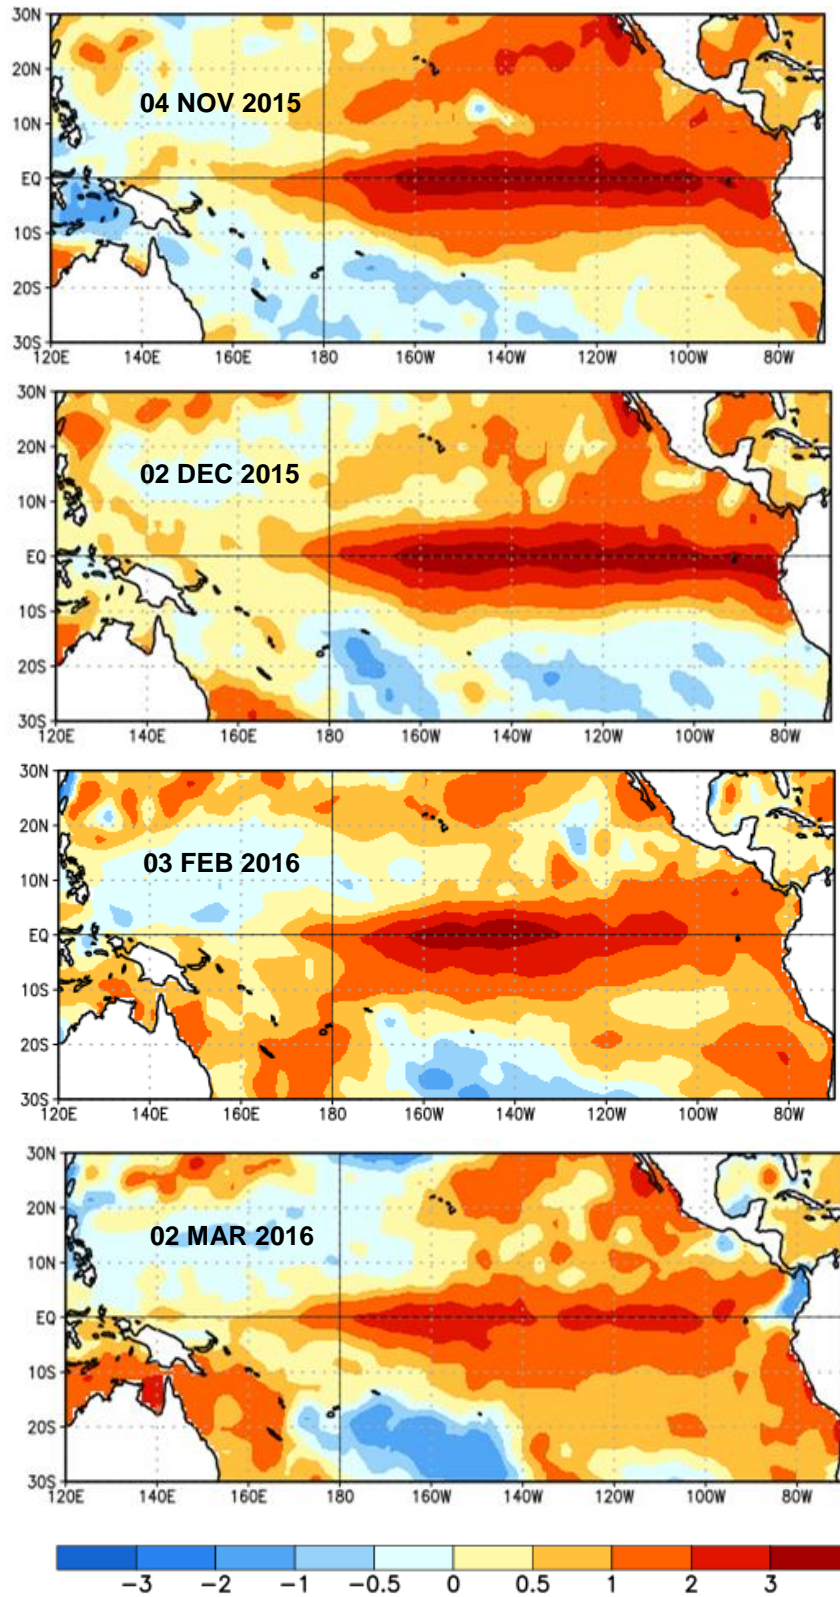 30N
20N
04 NOV 2015
10N
EQ
10S
20S
30S
120E 140E 160E 180 160W 140W 120W 100W 80W
30N
20N
02 DEC 2015
10N
EQ
10S
20S
30S
120E 140E 160E 180 160W 140W 120W 100W 80W
30N
20N
03 FEB 2016
10N
EQ
10S
20S
30S
120E 140E 160E 180 160W 140W 120W 100W 80W
30N
20N
02 MAR 2016
10N
EQ
10S
20S
30S
120E 140E 160E 180 160W 140W 120W 100W 80W
−3 −2 −1 −0.5 0 0.5 1 2 3